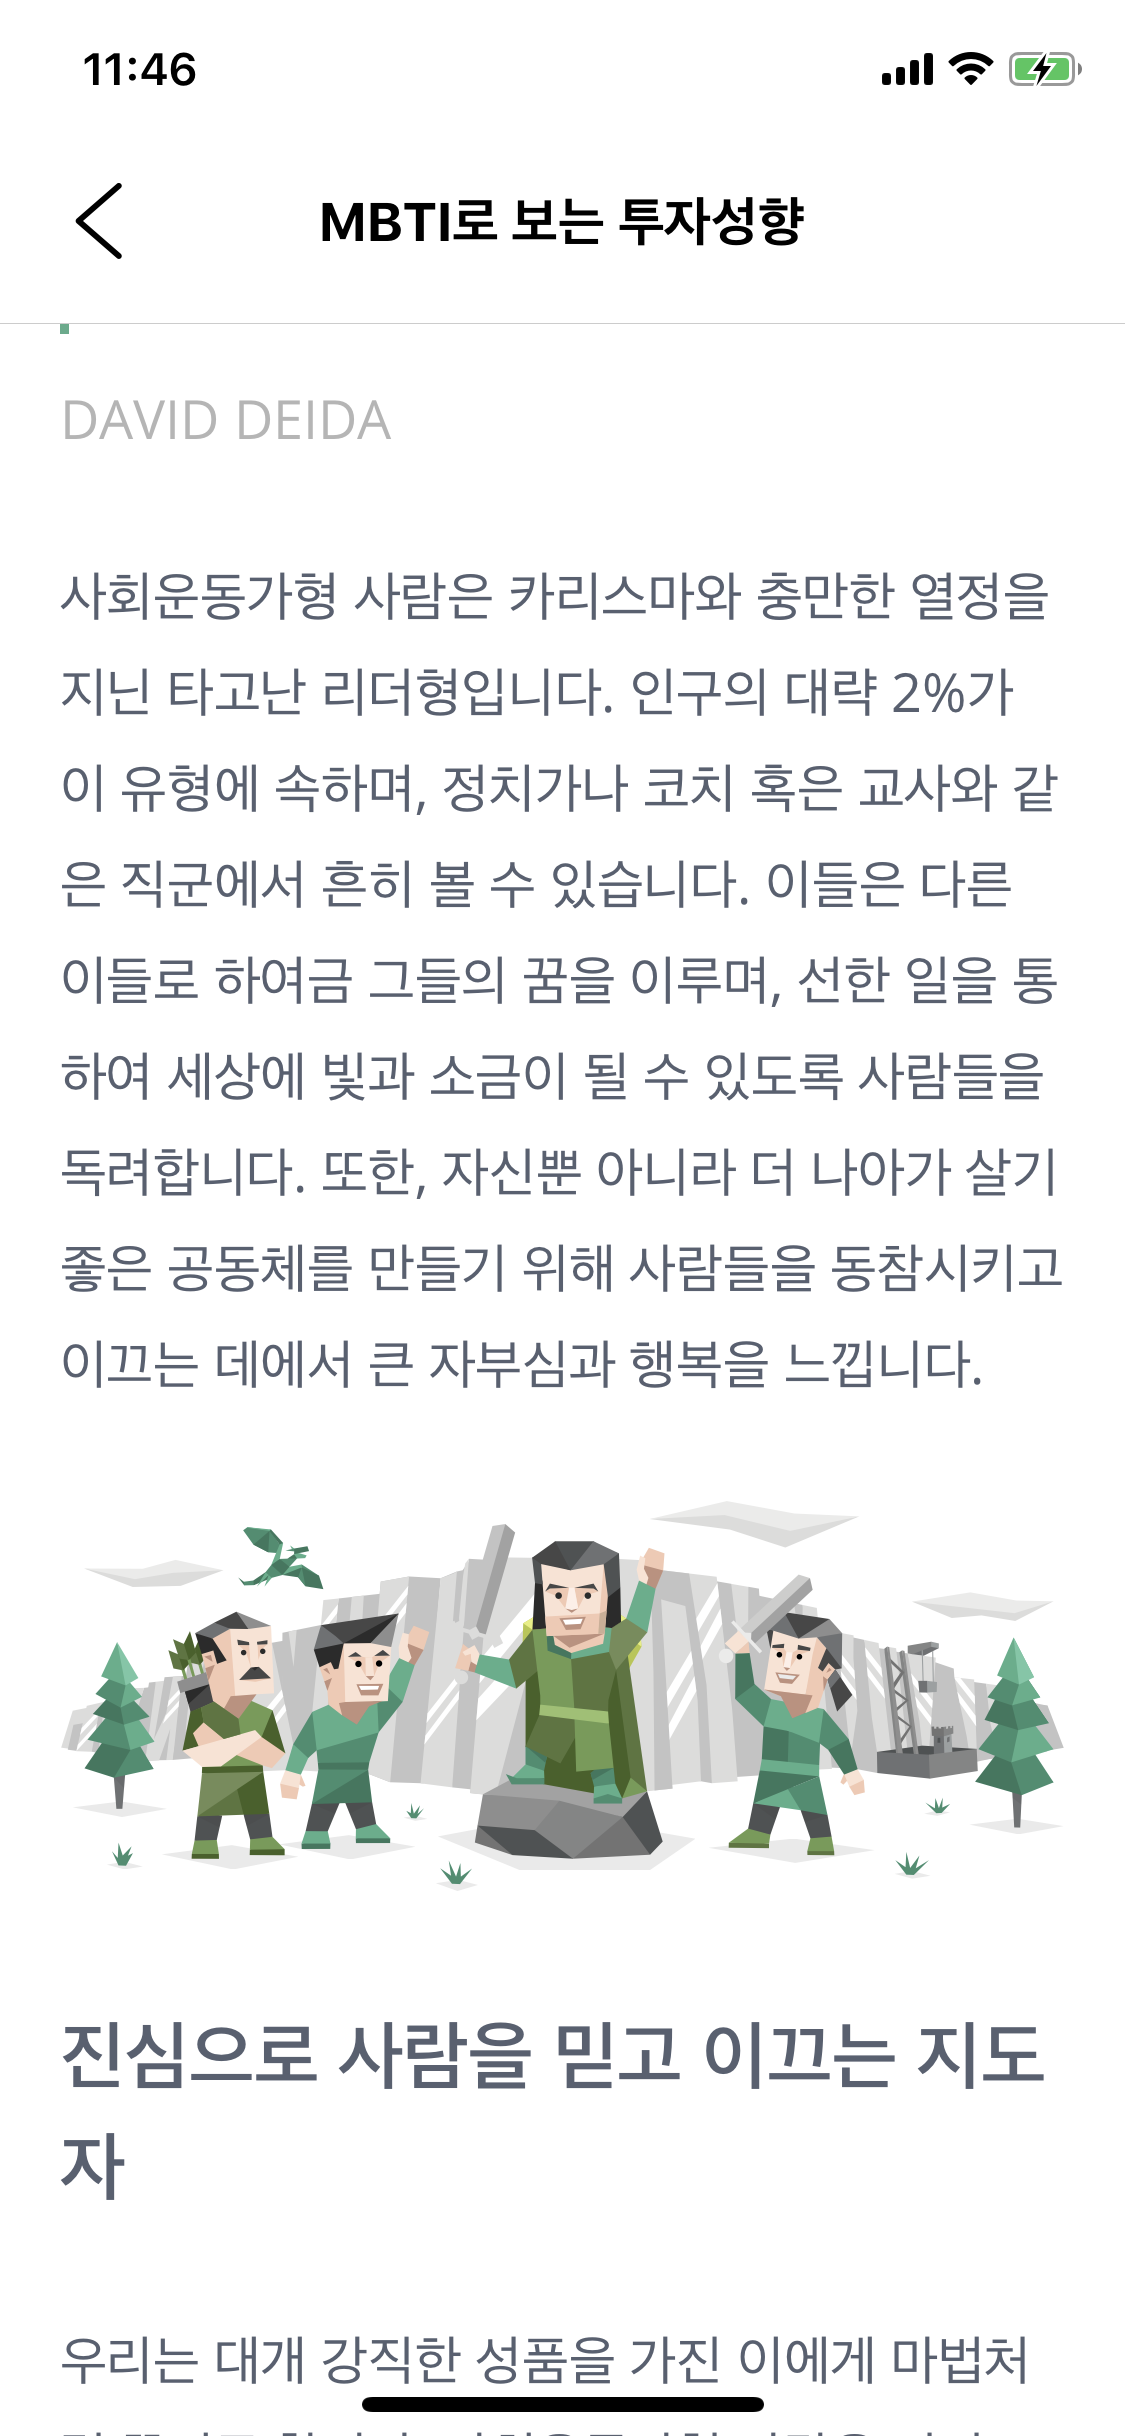 11:46
MBTI로 보는 투자성향
DAVID DEIDA
사회운동가형 사람은 카리스마와 충만한 열정을
지닌 타고난 리더형입니다. 인구의 대략 2%가
이 유형에 속하며, 정치가나 코치 혹은 교사와 같
은 직군에서 흔히 볼 수 있습니다. 이들은 다른
이들로 하여금 그들의 꿈을 이루며, 선한 일을 통
하여 세상에 빛과 소금이 될 수 있도록 사람들을
독려합니다. 또한, 자신뿐 아니라 더 나아가 살기
좋은 공동체를 만들기 위해 사람들을 동참시키고
이끄는 데에서 큰 자부심과 행복을 느낍니다.
진심으로 사람을 믿고 이끄는 지도
자
우리는 대개 강직한 성품을 가진 이에게 마법처